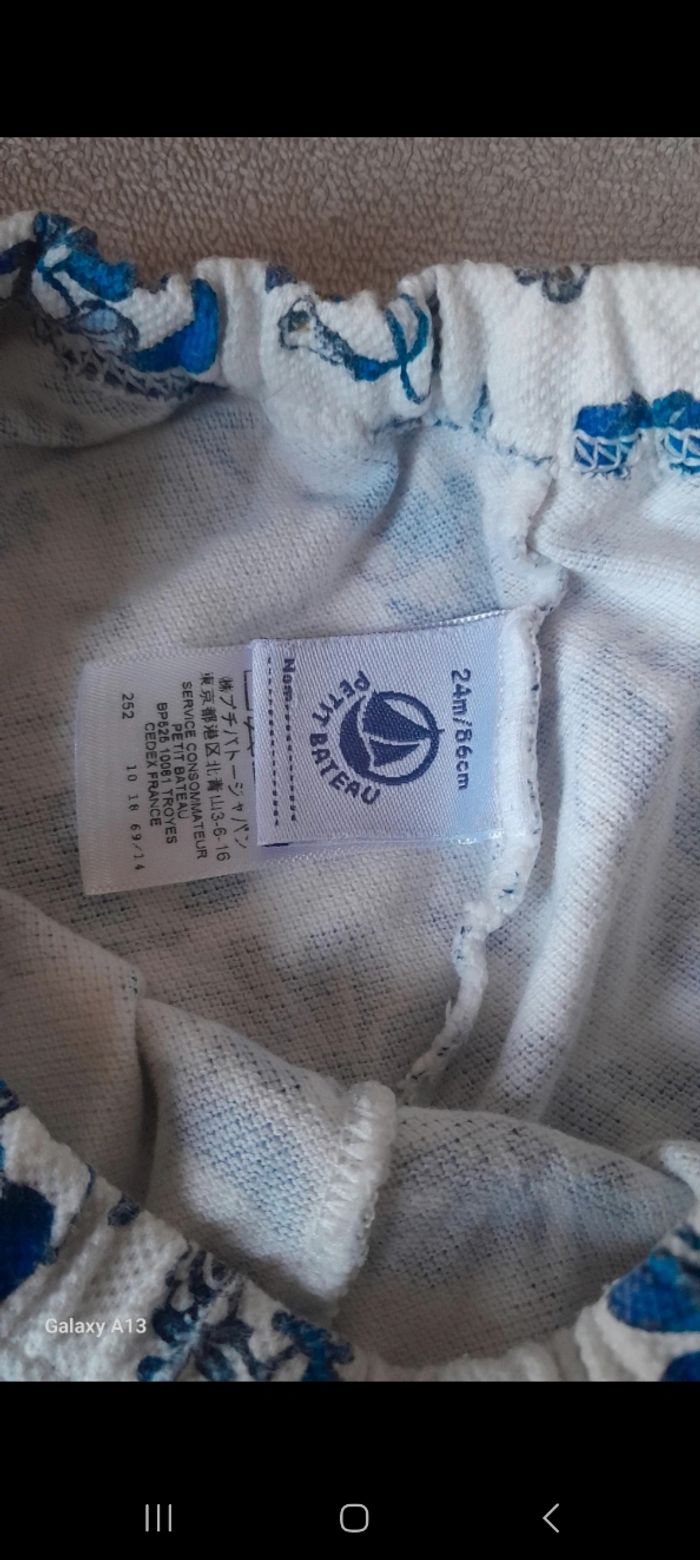 24m/86cm
PETIT BATEAU
Nom
㈱プチバトージャパン
東京都港区北青山3-6-16
SERVICE CONSOMMATEUR
PETIT BATEAU
BP525 10081 TROYES
CEDEX FRANCE
252
10 18 69/14
Galaxy A13